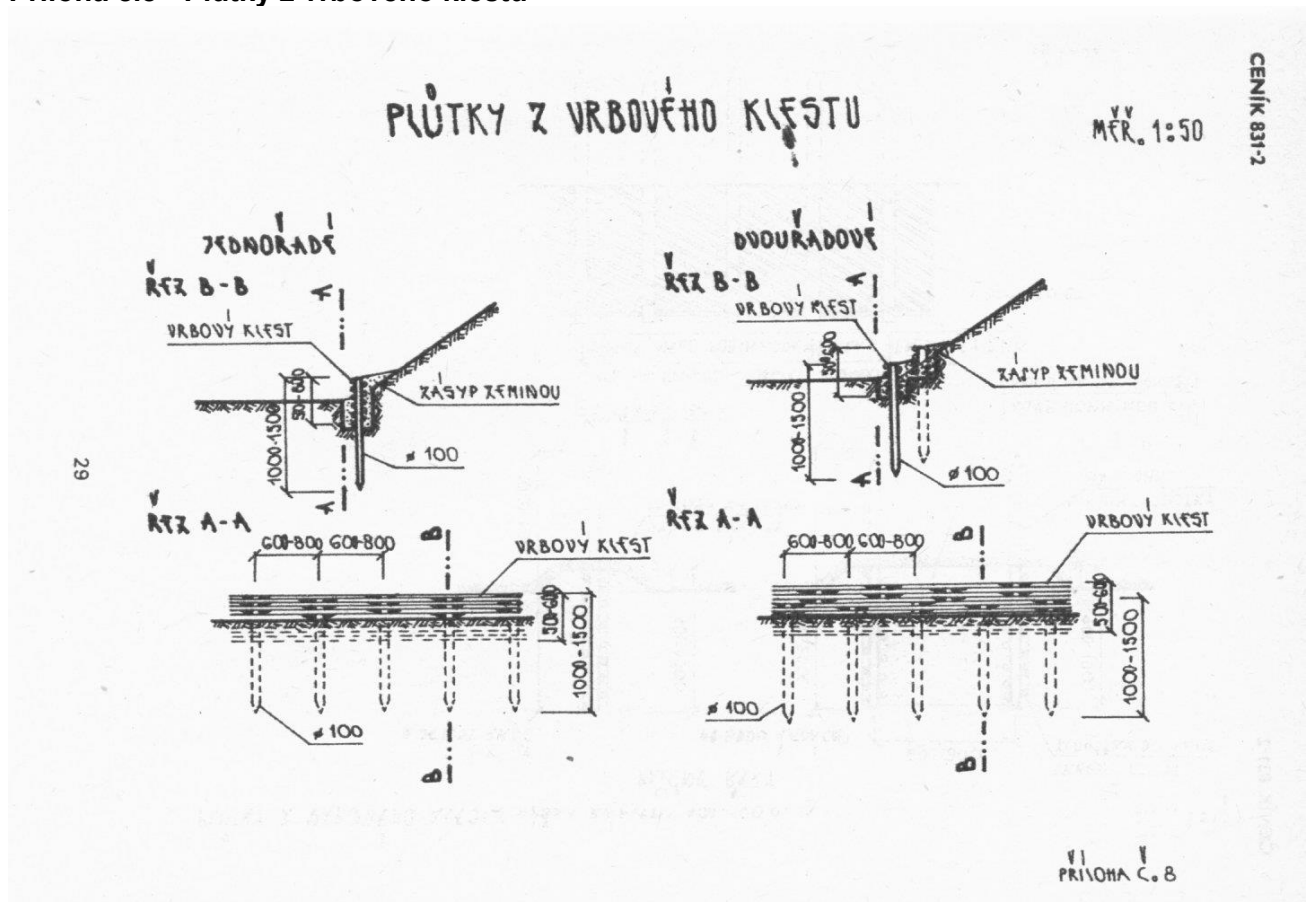 PLŮTKY Z VRBOVÉHO KLESTU
MĚŘ. 1:50
CENÍK 831-2
29
JEDNOŘADÉ
ŘEZ B-B
A
VRBOVÝ KLEST
ZÁSYP ZEMINOU
500-600
1000-1500
ø 100
A
ŘEZ A-A
600-800 600-800
B
VRBOVÝ KLEST
500-600
1000-1500
ø 100
B
DVOUŘADOVÉ
ŘEZ B-B
A
VRBOVÝ KLEST
500-600
ZÁSYP ZEMINOU
1000-1500
ø 100
A
ŘEZ A-A
600-800 600-800
B
VRBOVÝ KLEST
500-600
1000-1500
ø 100
B
PŘÍLOHA Č. 8